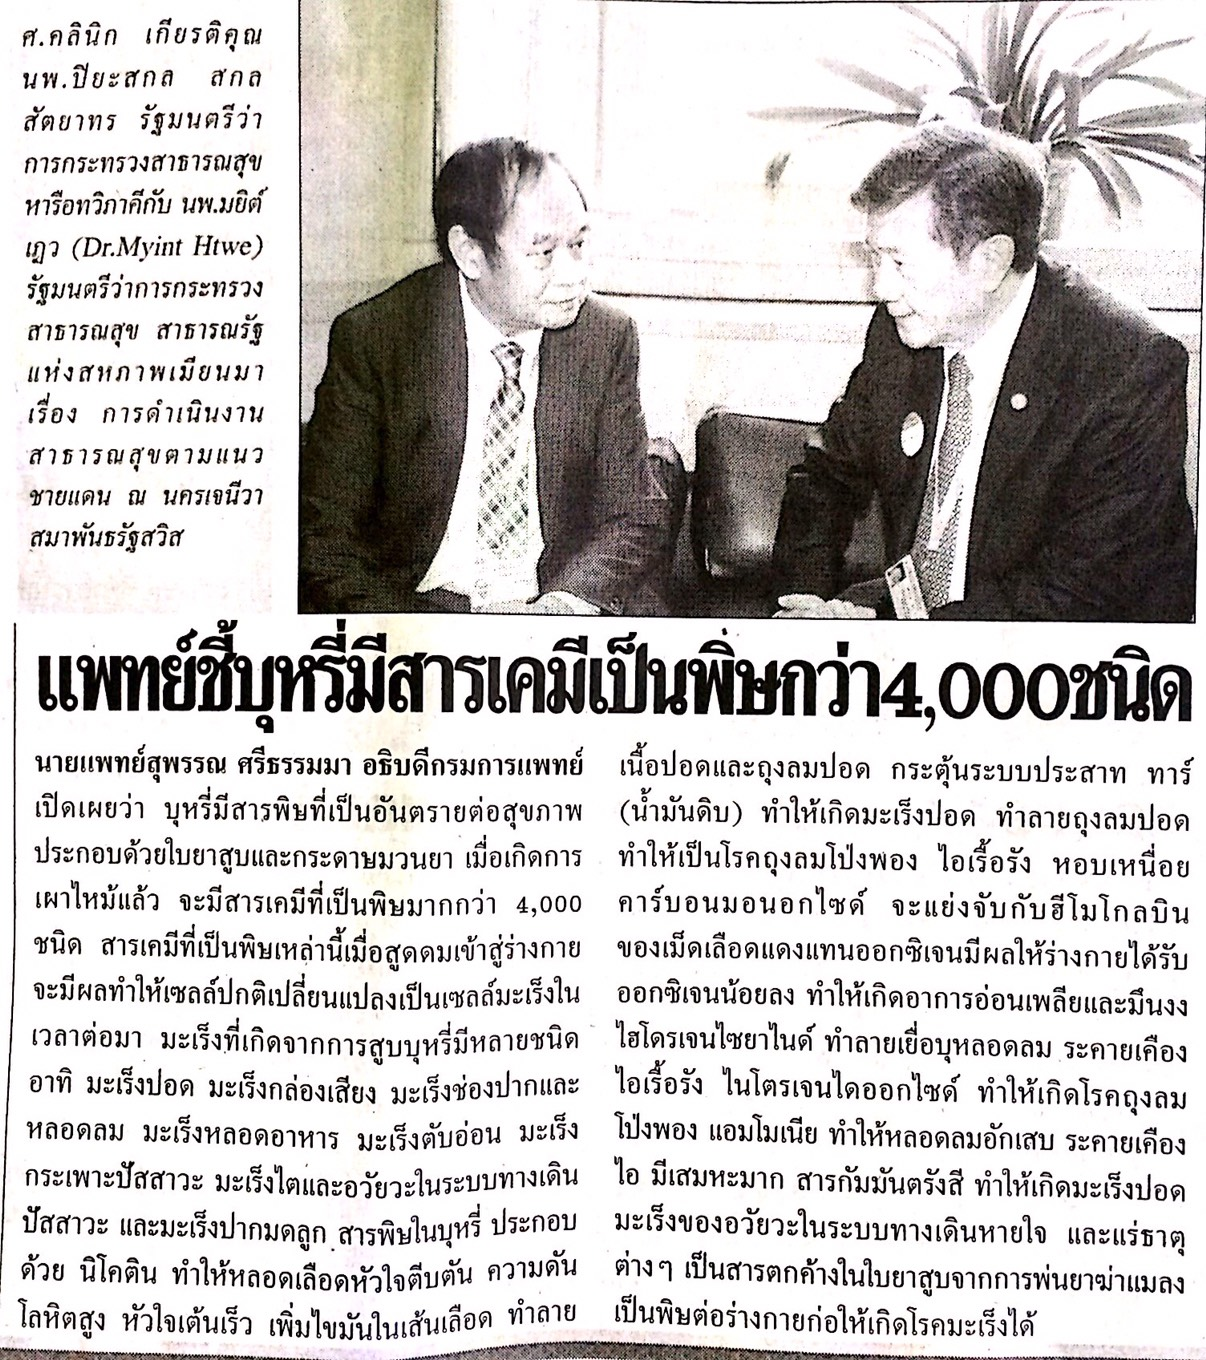 ศ.คลินิก เกียรติคุณ
นพ.ปิยะสกล สกล
สัตยาทร รัฐมนตรีว่า
การกระทรวงสาธารณสุข
หารือทวิภาคีกับ นพ.มยิต์
เฏว (Dr.Myint Htwe)
รัฐมนตรีว่าการกระทรวง
สาธารณสุข สาธารณรัฐ
แห่งสหภาพเมียนมา
เรื่อง การดำเนินงาน
สาธารณสุขตามแนว
ชายแดน ณ นครเจนีวา
สมาพันธรัฐสวิส
แพทย์ชี้บุหรี่มีสารเคมีเป็นพิษกว่า4,000ชนิด
นายแพทย์สุพรรณ ศรีธรรมมา อธิบดีกรมการแพทย์
เปิดเผยว่า บุหรี่มีสารพิษที่เป็นอันตรายต่อสุขภาพ
ประกอบด้วยใบยาสูบและกระดาษมวนยา เมื่อเกิดการ
เผาไหม้แล้ว จะมีสารเคมีที่เป็นพิษมากกว่า 4,000
ชนิด สารเคมีที่เป็นพิษเหล่านี้เมื่อสูดดมเข้าสู่ร่างกาย
จะมีผลทำให้เซลล์ปกติเปลี่ยนแปลงเป็นเซลล์มะเร็งใน
เวลาต่อมา มะเร็งที่เกิดจากการสูบบุหรี่มีหลายชนิด
อาทิ มะเร็งปอด มะเร็งกล่องเสียง มะเร็งช่องปากและ
หลอดลม มะเร็งหลอดอาหาร มะเร็งตับอ่อน มะเร็ง
กระเพาะปัสสาวะ มะเร็งไตและอวัยวะในระบบทางเดิน
ปัสสาวะ และมะเร็งปากมดลูก สารพิษในบุหรี่ ประกอบ
ด้วย นิโคติน ทำให้หลอดเลือดหัวใจตีบตัน ความดัน
โลหิตสูง หัวใจเต้นเร็ว เพิ่มไขมันในเส้นเลือด ทำลาย
เนื้อปอดและถุงลมปอด กระตุ้นระบบประสาท ทาร์
(น้ำมันดิบ) ทำให้เกิดมะเร็งปอด ทำลายถุงลมปอด
ทำให้เป็นโรคถุงลมโป่งพอง ไอเรื้อรัง หอบเหนื่อย
คาร์บอนมอนอกไซด์ จะแย่งจับกับฮีโมโกลบิน
ของเม็ดเลือดแดงแทนออกซิเจนมีผลให้ร่างกายได้รับ
ออกซิเจนน้อยลง ทำให้เกิดอาการอ่อนเพลียและมึนงง
ไฮโดรเจนไซยาไนด์ ทำลายเยื่อบุหลอดลม ระคายเคือง
ไอเรื้อรัง ไนโตรเจนไดออกไซด์ ทำให้เกิดโรคถุงลม
โป่งพอง แอมโมเนีย ทำให้หลอดลมอักเสบ ระคายเคือง
ไอ มีเสมหะมาก สารกัมมันตรังสี ทำให้เกิดมะเร็งปอด
มะเร็งของอวัยวะในระบบทางเดินหายใจ และแร่ธาตุ
ต่างๆ เป็นสารตกค้างในใบยาสูบจากการพ่นยาฆ่าแมลง
เป็นพิษต่อร่างกายก่อให้เกิดโรคมะเร็งได้